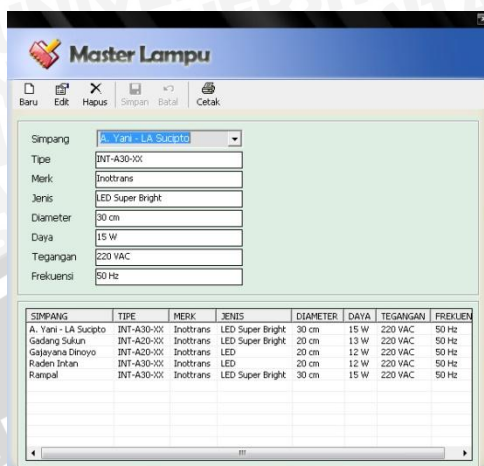 Master Lampu
Baru Edit Hapus Simpan Batal Cetak
Simpang A. Yani - LA Sucipto
Tipe INT-A30-XX
Merk Inottrans
Jenis LED Super Bright
Diameter 30 cm
Daya 15 W
Tegangan 220 VAC
Frekuensi 50 Hz
SIMPANG TIPE MERK JENIS DIAMETER DAYA TEGANGAN FREKUEN
A. Yani - LA Sucipto INT-A30-XX Inottrans LED Super Bright 30 cm 15 W 220 VAC 50 Hz
Gadang Sukun INT-A20-XX Inottrans LED Super Bright 20 cm 13 W 220 VAC 50 Hz
Gajayana Dinoyo INT-A20-XX Inottrans LED 20 cm 12 W 220 VAC 50 Hz
Raden Intan INT-A30-XX Inottrans LED 20 cm 12 W 220 VAC 50 Hz
Rampal INT-A30-XX Inottrans LED Super Bright 30 cm 15 W 220 VAC 50 Hz